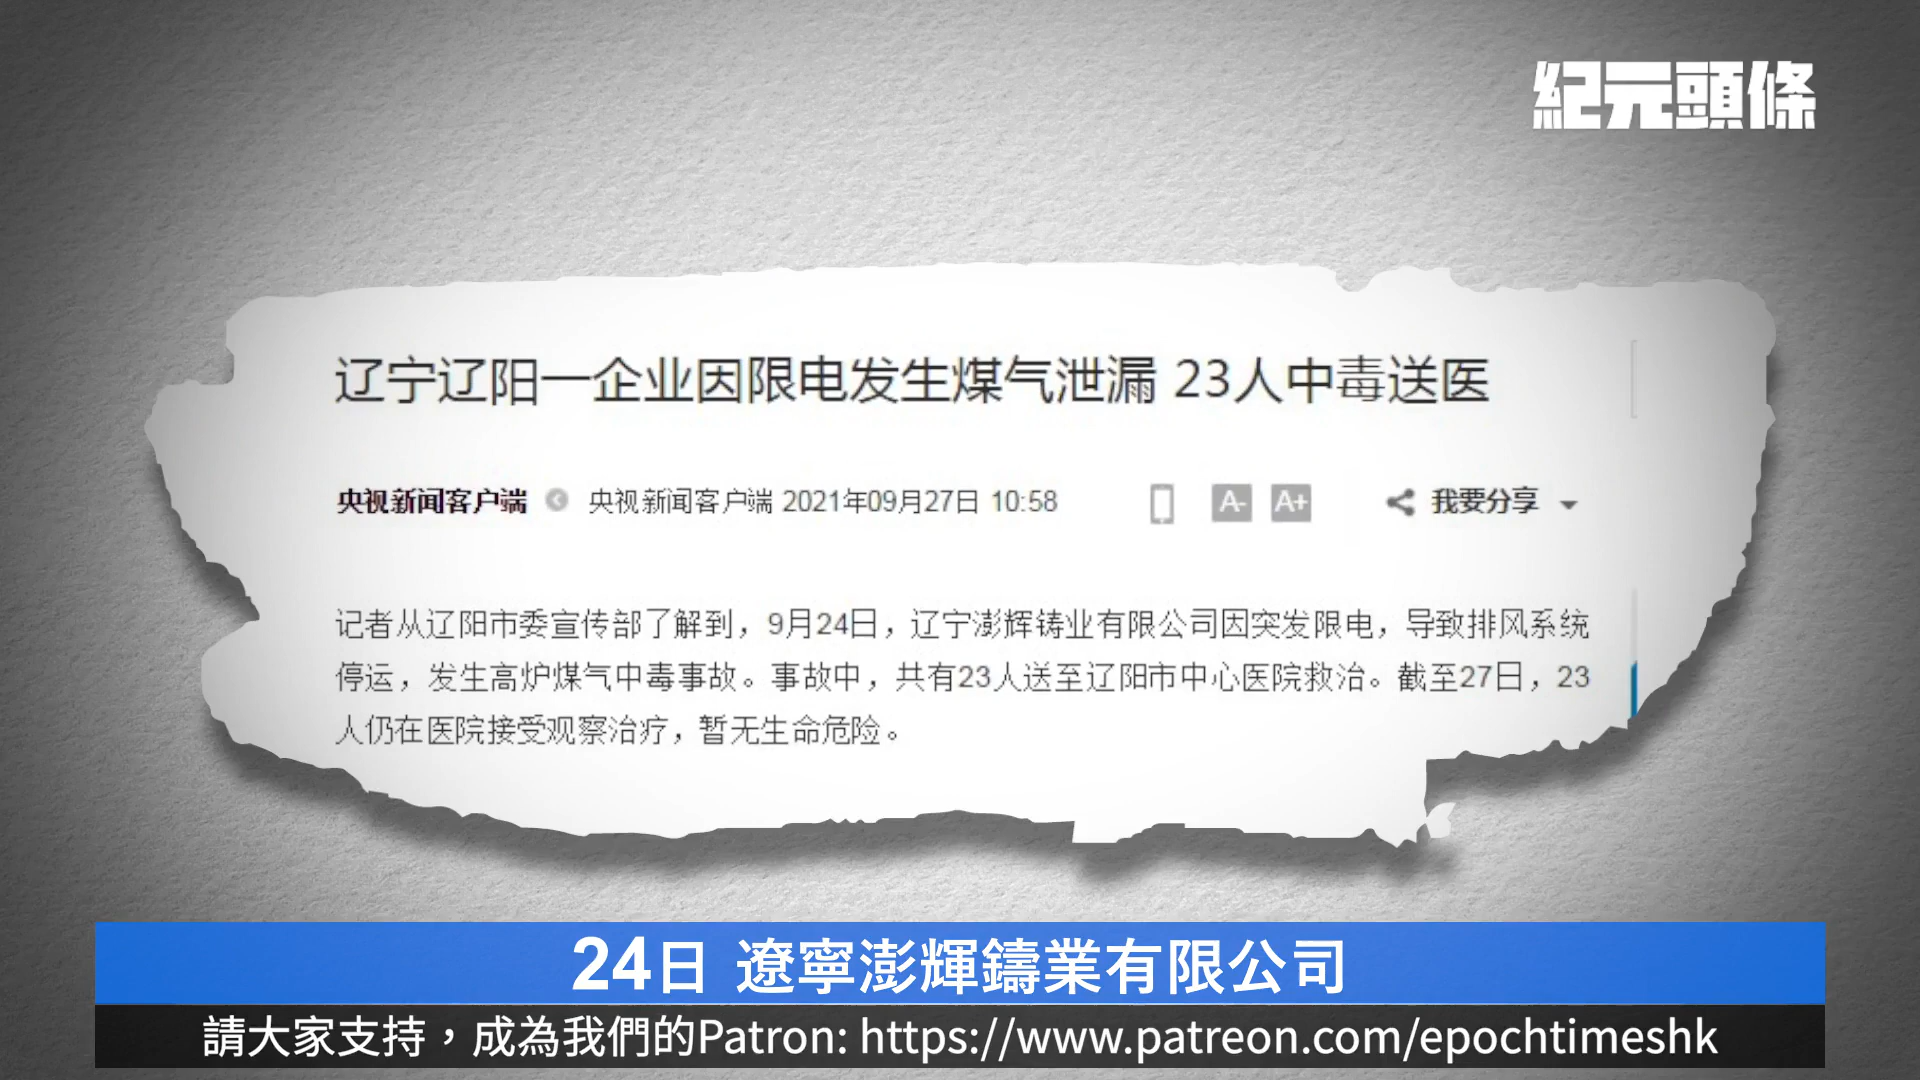 紀元頭條
辽宁辽阳一企业因限电发生煤气泄漏 23人中毒送医
央视新闻客户端 央视新闻客户端 2021年09月27日 10:58 A- A+ 我要分享
记者从辽阳市委宣传部了解到，9月24日，辽宁澎辉铸业有限公司因突发限电，导致排风系统
停运，发生高炉煤气中毒事故。事故中，共有23人送至辽阳市中心医院救治。截至27日，23
人仍在医院接受观察治疗，暂无生命危险。
24日 遼寧澎輝鑄業有限公司
請大家支持，成為我們的Patron: https://www.patreon.com/epochtimeshk